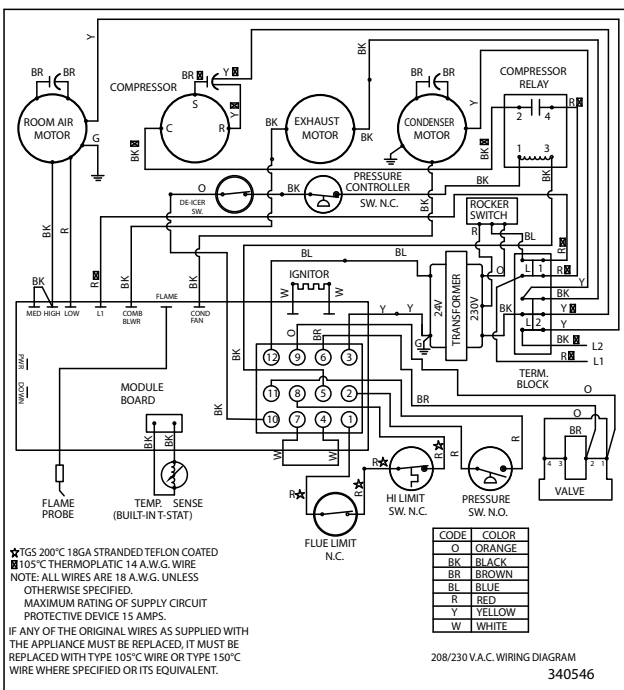 BR BR
Y
COMPRESSOR
BR Y
S
C R
Y
ROOM AIR
MOTOR
G
BK
BK
EXHAUST
MOTOR
BK
BR BR
CONDENSER
MOTOR
Y
BK
COMPRESSOR
RELAY
2 4
R
1 3
BK
BK
BK
O
DE-ICER
SW.
BK
PRESSURE
CONTROLLER
SW. N.C.
BK
ROCKER
SWITCH
R
BL
O
R
R
BK
R
R
BK
BK
BK
BL
BL
IGNITOR
W W
24V
TRANSFORMER
230V
G
R
BK
L 1
L 2
BK
Y
Y
BK
L2
L1
TERM.
BLOCK
MED HIGH LOW
L1
COMB
BLWR
FLAME
COND
FAN
PWR
DOWN
MODULE
BOARD
BK BK
BK
BK
O
BR
Y Y
12 9 6 3
11 8 5 2
10 7 4 1
W W
BR
O
O
BR
4 3 2 1
VALVE
R
R
R
R
R
R
FLAME
PROBE
TEMP. SENSE
(BUILT-IN T-STAT)
FLUE LIMIT
N.C.
HI LIMIT
SW. N.C.
PRESSURE
SW. N.O.
☆TGS 200°C 18GA STRANDED TEFLON COATED
105°C THERMOPLATIC 14 A.W.G. WIRE
NOTE: ALL WIRES ARE 18 A.W.G. UNLESS
OTHERWISE SPECIFIED.
MAXIMUM RATING OF SUPPLY CIRCUIT
PROTECTIVE DEVICE 15 AMPS.
IF ANY OF THE ORIGINAL WIRES AS SUPPLIED WITH
THE APPLIANCE MUST BE REPLACED, IT MUST BE
REPLACED WITH TYPE 105°C WIRE OR TYPE 150°C
WIRE WHERE SPECIFIED OR ITS EQUIVALENT.
CODE COLOR
O ORANGE
BK BLACK
BR BROWN
BL BLUE
R RED
Y YELLOW
W WHITE
208/230 V.A.C. WIRING DIAGRAM
340546